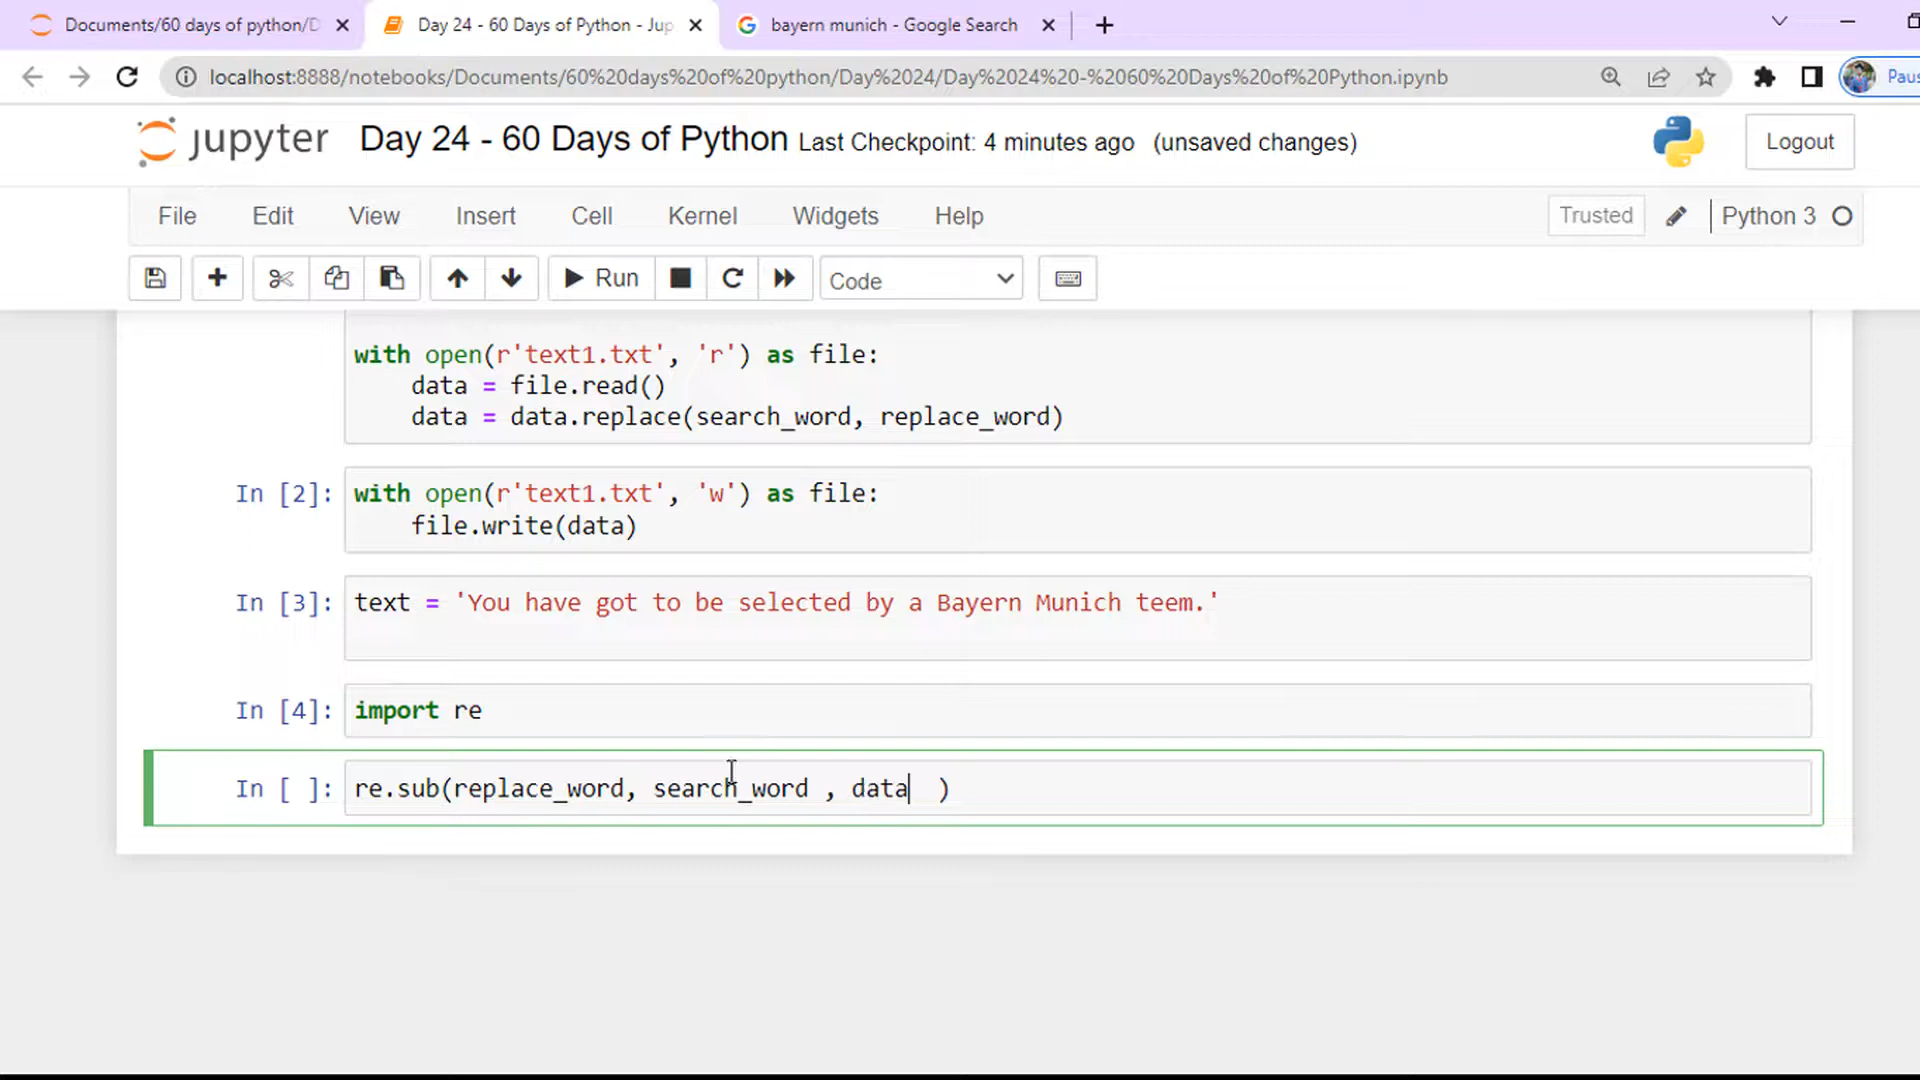 Documents/60 days of python/D
Day 24 - 60 Days of Python - Jup
bayern munich - Google Search
localhost:8888/notebooks/Documents/60%20days%20of%20python/Day%2024/Day%2024%20-%2060%20Days%20of%20Python.ipynb
Paus
jupyter Day 24 - 60 Days of Python Last Checkpoint: 4 minutes ago (unsaved changes)
Logout
File Edit View Insert Cell Kernel Widgets Help
Trusted Python 3
Run Code
with open(r'text1.txt', 'r') as file:
    data = file.read()
    data = data.replace(search_word, replace_word)
In [2]: with open(r'text1.txt', 'w') as file:
    file.write(data)
In [3]: text = 'You have got to be selected by a Bayern Munich teem.'
In [4]: import re
In [ ]: re.sub(replace_word, search_word , data  )